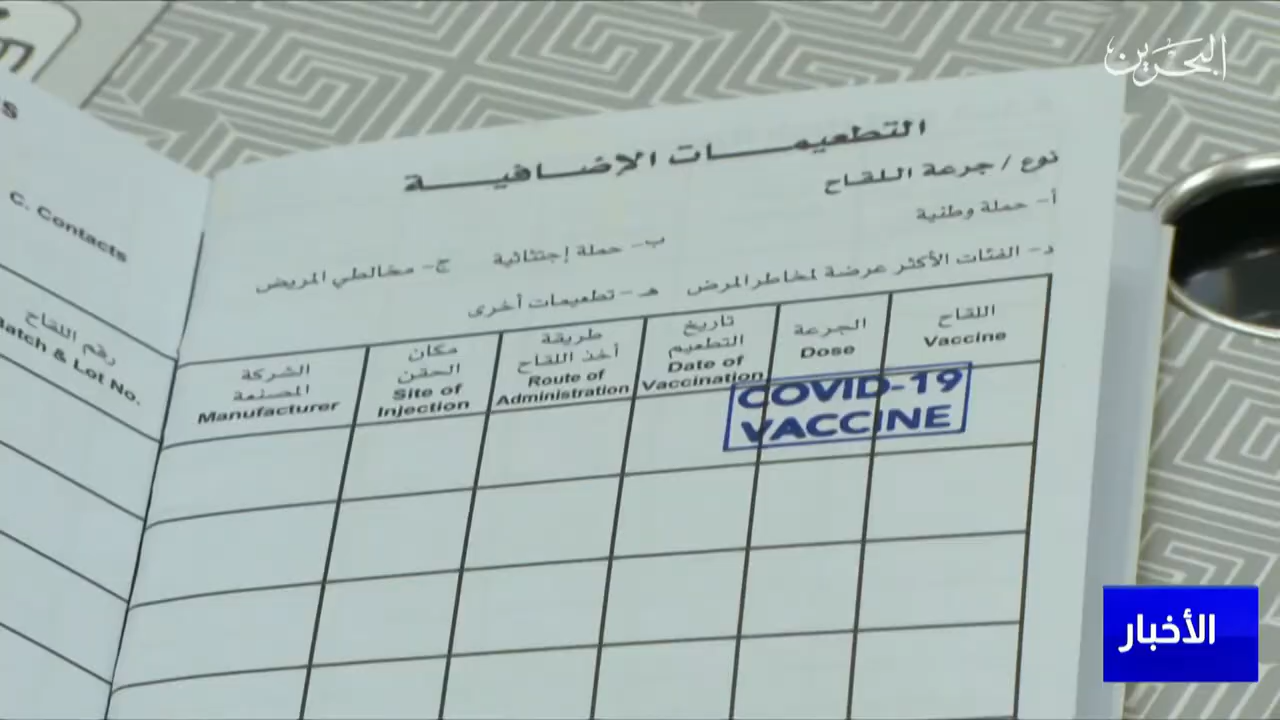 البحرين
التطعيمـــات الإضـافيـــة
نوع / جرعة اللقاح
أ- حملة وطنية
ب- حملة إجتثاثية
ج- مخالطي المريض
د- الفئات الأكثر عرضة لمخاطر المرض
هـ- تطعيمات أخرى
اللقاح
Vaccine
الجرعة
Dose
تاريخ
التطعيم
Date of
Vaccination
طريقة
أخذ اللقاح
Route of
Administration
مكان
الحقن
Site of
Injection
الشركة
المصنعة
Manufacturer
COVID-19
VACCINE
C. Contacts
رقم اللقاح
Batch & Lot No.
الأخبار